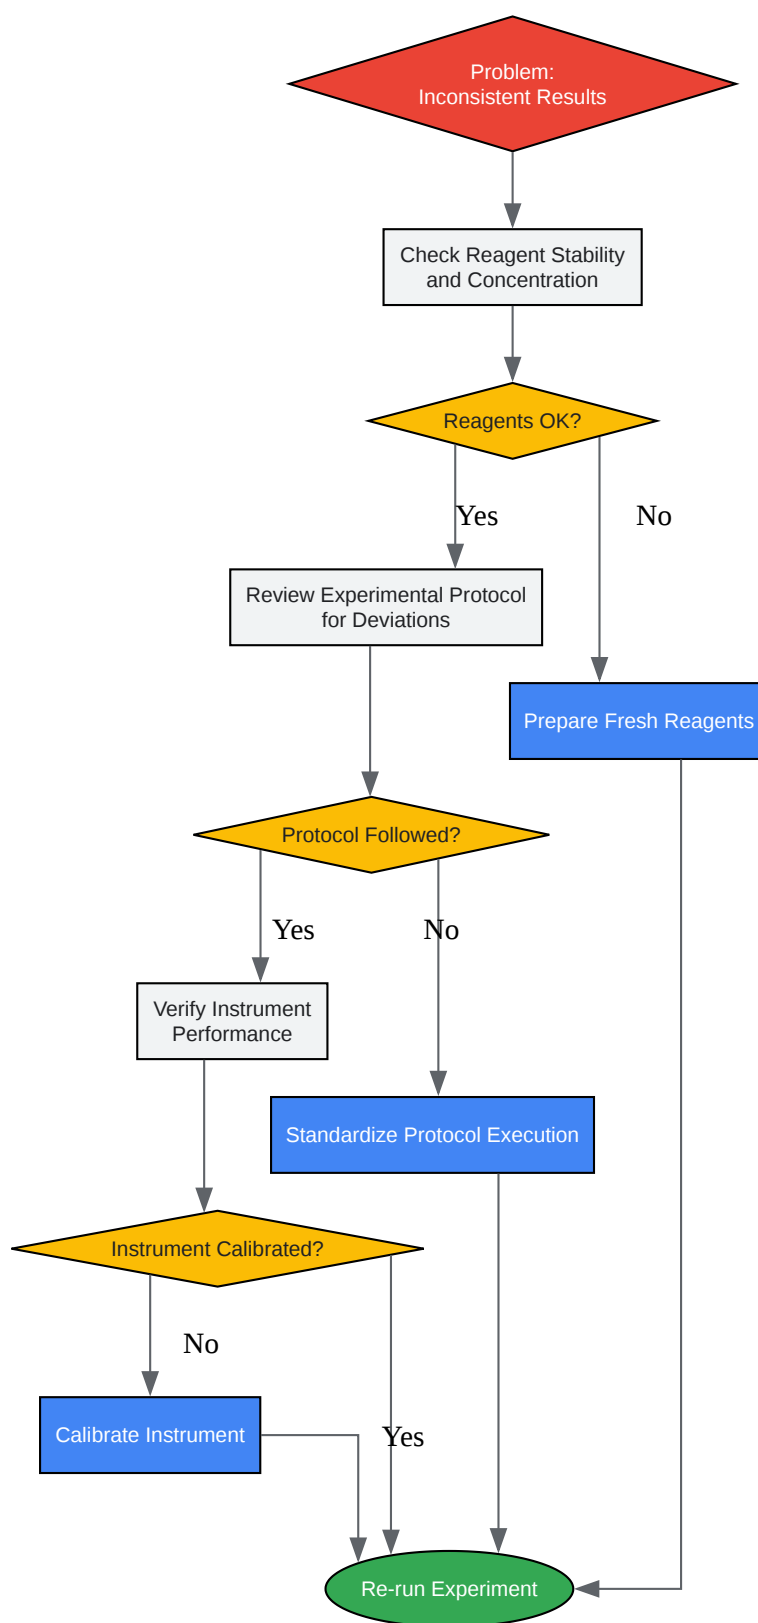 Problem:
Inconsistent Results
Check Reagent Stability
and Concentration
Reagents OK?
Yes
No
Review Experimental Protocol
for Deviations
Prepare Fresh Reagents
Protocol Followed?
Yes
No
Verify Instrument
Performance
Standardize Protocol Execution
Instrument Calibrated?
No
Calibrate Instrument
Yes
Re-run Experiment